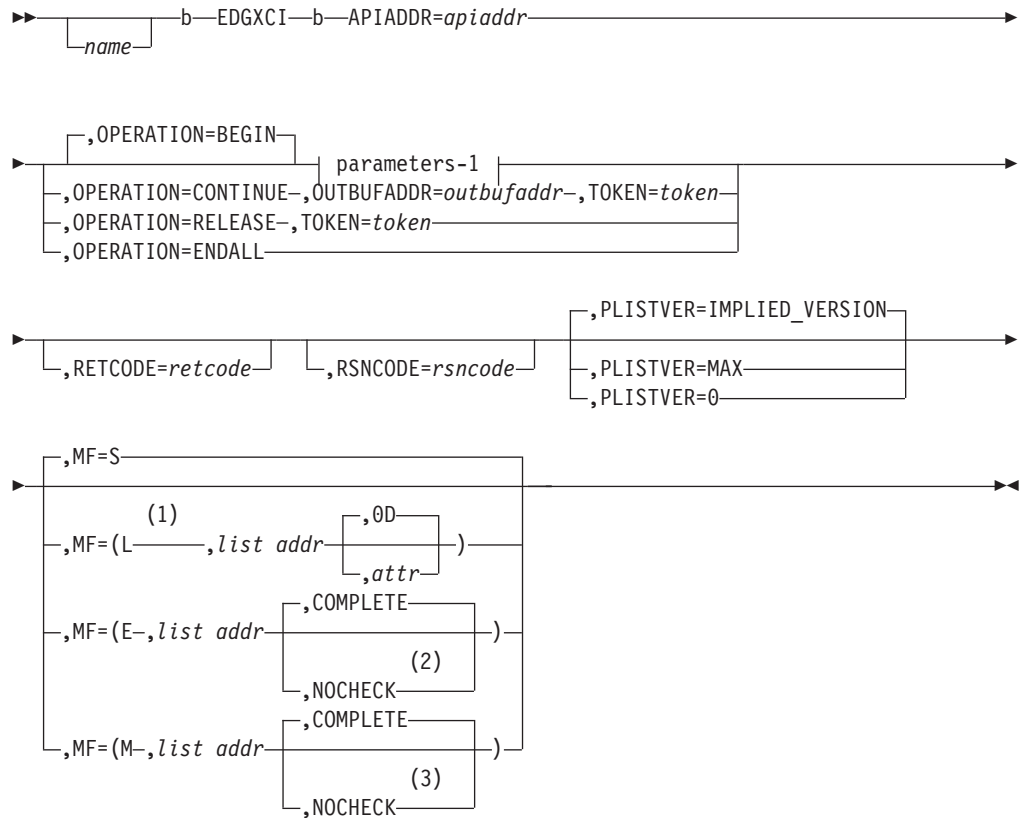 b EDGXCI b APIADDR=apiaddr
name
,OPERATION=BEGIN
parameters-1
,OPERATION=CONTINUE ,OUTBUFADDR=outbufaddr ,TOKEN=token
,OPERATION=RELEASE ,TOKEN=token
,OPERATION=ENDALL
,PLISTVER=IMPLIED_VERSION
,RETCODE=retcode ,RSNCODE=rsncode ,PLISTVER=MAX
,PLISTVER=0
,MF=S
(1) ,0D
,MF=(L ,list addr )
,attr
,COMPLETE
,MF=(E ,list addr )
(2)
,NOCHECK
,COMPLETE
,MF=(M ,list addr )
(3)
,NOCHECK